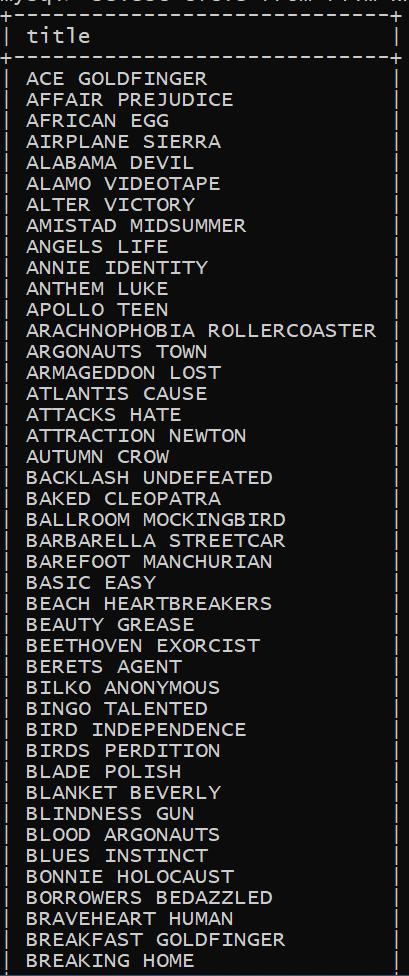 title
ACE GOLDFINGER
AFFAIR PREJUDICE
AFRICAN EGG
AIRPLANE SIERRA
ALABAMA DEVIL
ALAMO VIDEOTAPE
ALTER VICTORY
AMISTAD MIDSUMMER
ANGELS LIFE
ANNIE IDENTITY
ANTHEM LUKE
APOLLO TEEN
ARACHNOPHOBIA ROLLERCOASTER
ARGONAUTS TOWN
ARMAGEDDON LOST
ATLANTIS CAUSE
ATTACKS HATE
ATTRACTION NEWTON
AUTUMN CROW
BACKLASH UNDEFEATED
BAKED CLEOPATRA
BALLROOM MOCKINGBIRD
BARBARELLA STREETCAR
BAREFOOT MANCHURIAN
BASIC EASY
BEACH HEARTBREAKERS
BEAUTY GREASE
BEETHOVEN EXORCIST
BERETS AGENT
BILKO ANONYMOUS
BINGO TALENTED
BIRD INDEPENDENCE
BIRDS PERDITION
BLADE POLISH
BLANKET BEVERLY
BLINDNESS GUN
BLOOD ARGONAUTS
BLUES INSTINCT
BONNIE HOLOCAUST
BORROWERS BEDAZZLED
BRAVEHEART HUMAN
BREAKFAST GOLDFINGER
BREAKING HOME